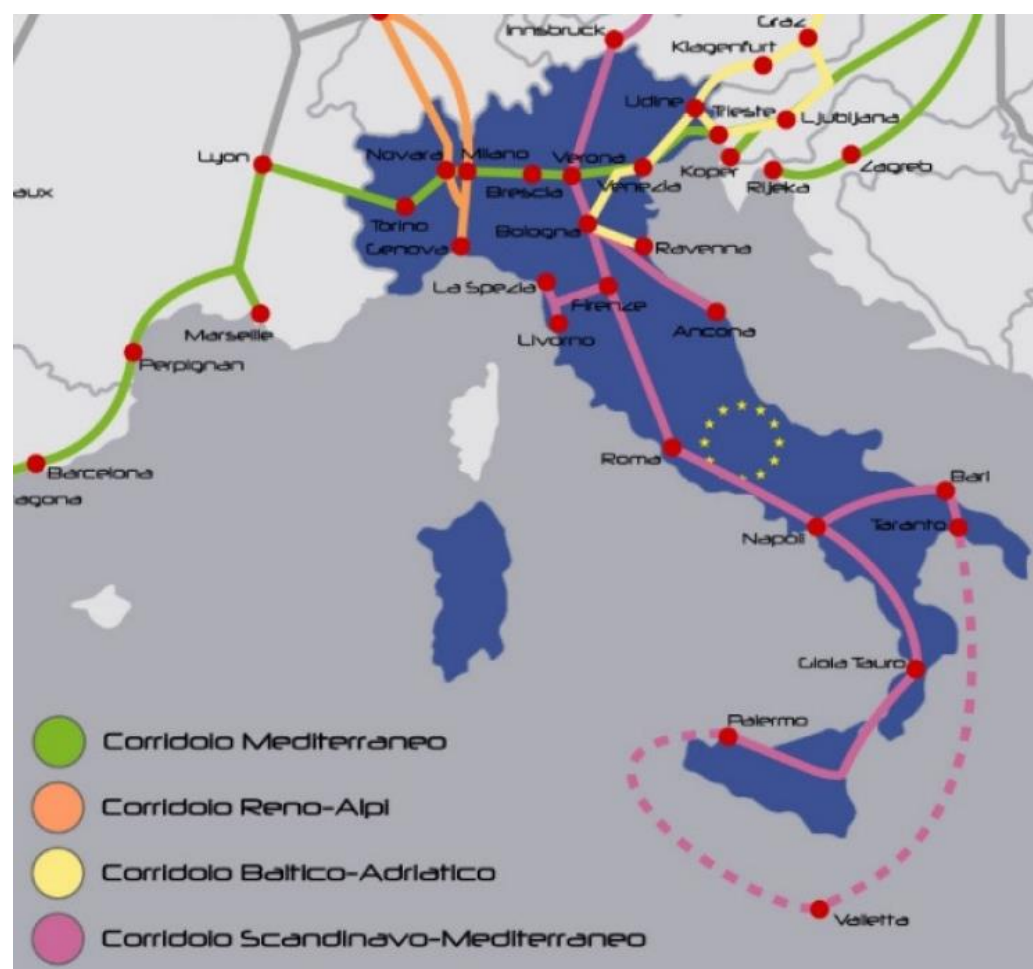 Innsbruck
Graz
Klagenfurt
Udine
Trieste
Ljubljana
Lyon
Novara
Milano
Verona
Brescia
Venezia
Koper
Rijeka
Zagreb
aux
Torino
Genova
Bologna
Ravenna
La Spezia
Firenze
Livorno
Ancona
Marseille
Perpignan
Roma
Barcelona
agona
Bari
Taranto
Napoli
Gioia Tauro
Palermo
Valletta
Corridoio Mediterraneo
Corridoio Reno-Alpi
Corridoio Baltico-Adriatico
Corridoio Scandinavo-Mediterraneo